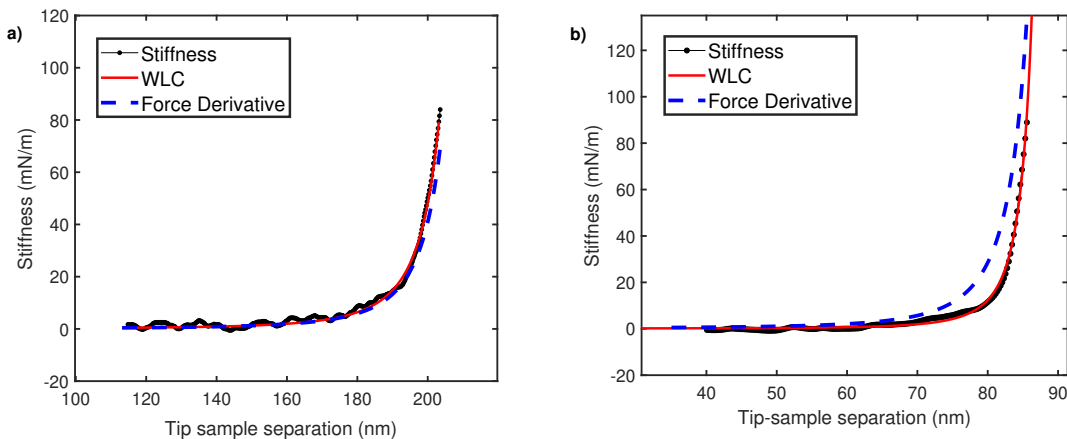 a)
Stiffness
WLC
Force Derivative
Stiffness (mN/m)
120
100
80
60
40
20
0
-20
100
120
140
160
180
200
Tip sample separation (nm)
b)
Stiffness
WLC
Force Derivative
Stiffness (mN/m)
120
100
80
60
40
20
0
-20
40
50
60
70
80
90
Tip-sample separation (nm)